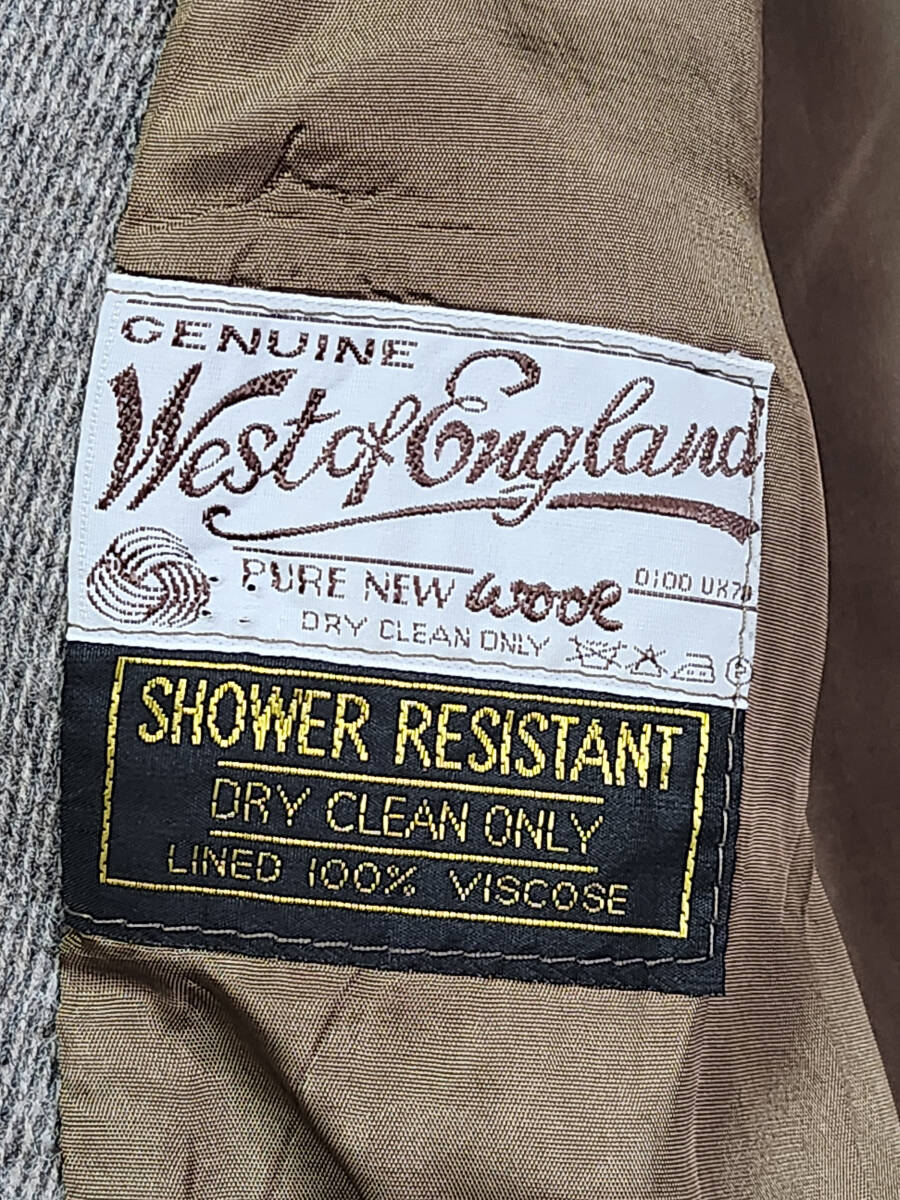 GENUINE
West of England
PURE NEW wool
0100 UK7
DRY CLEAN ONLY
SHOWER RESISTANT
DRY CLEAN ONLY
LINED 100% VISCOSE